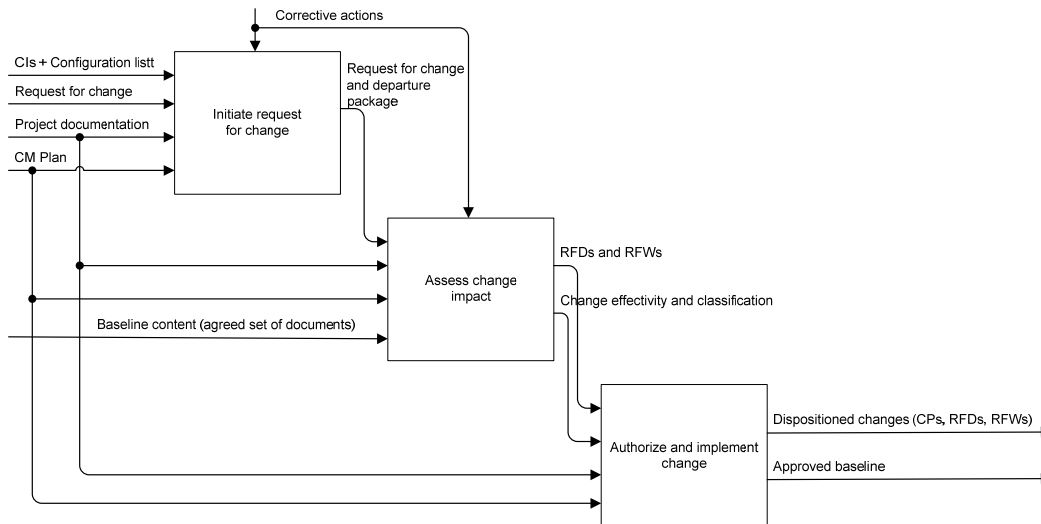 Corrective actions
CIs + Configuration listt
Request for change
Project documentation
CM Plan
Initiate request
for change
Request for change
and departure
package
Assess change
impact
RFDs and RFWs
Change effectivity and classification
Baseline content (agreed set of documents)
Authorize and implement
change
Dispositioned changes (CPs, RFDs, RFWs)
Approved baseline